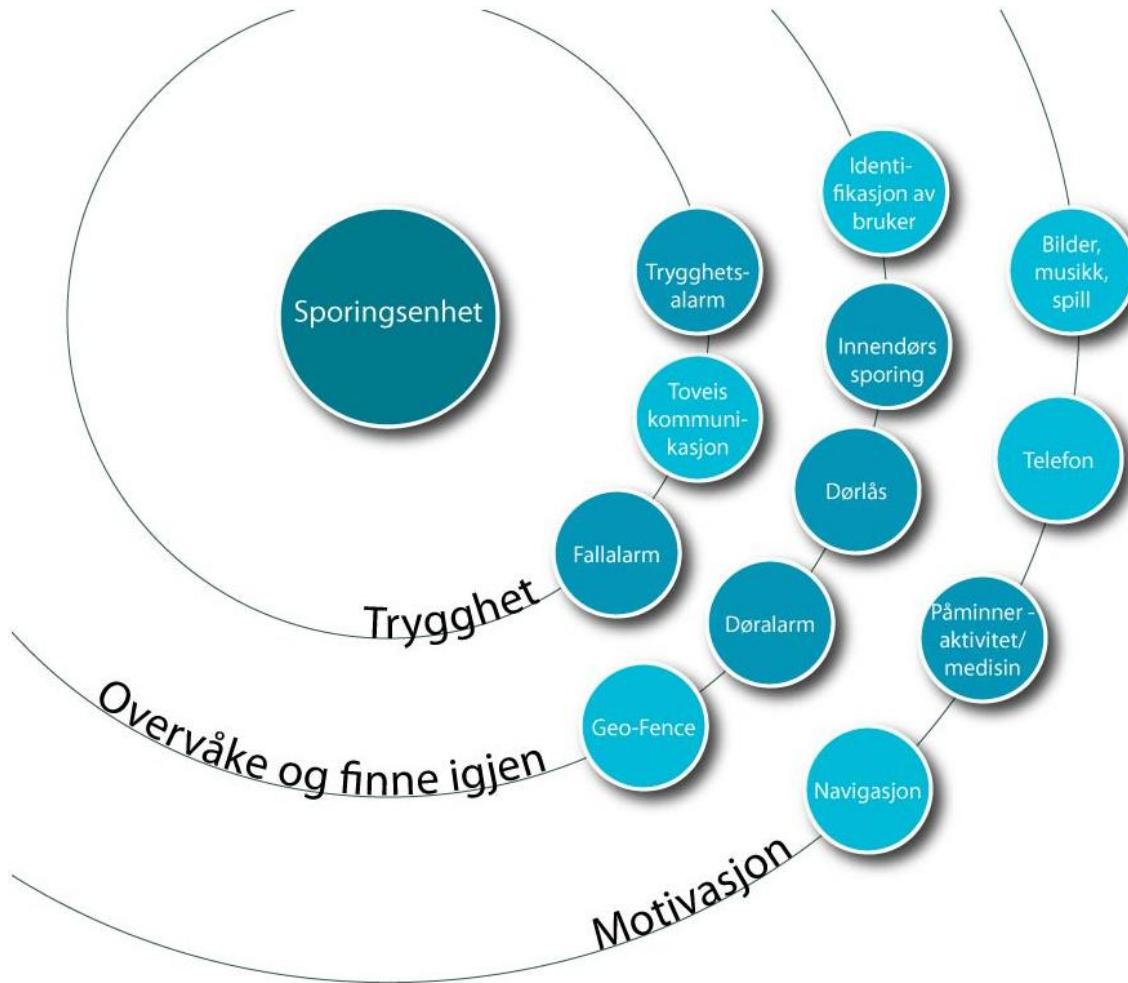 Sporingsenhet
Trygghets-
alarm
Toveis
kommuni-
kasjon
Fallalarm
Trygghet
Identi-
fikasjon av
bruker
Innendørs
sporing
Dørlås
Døralarm
Geo-Fence
Overvåke og finne igjen
Bilder,
musikk,
spill
Telefon
Påminner -
aktivitet/
medisin
Navigasjon
Motivasjon